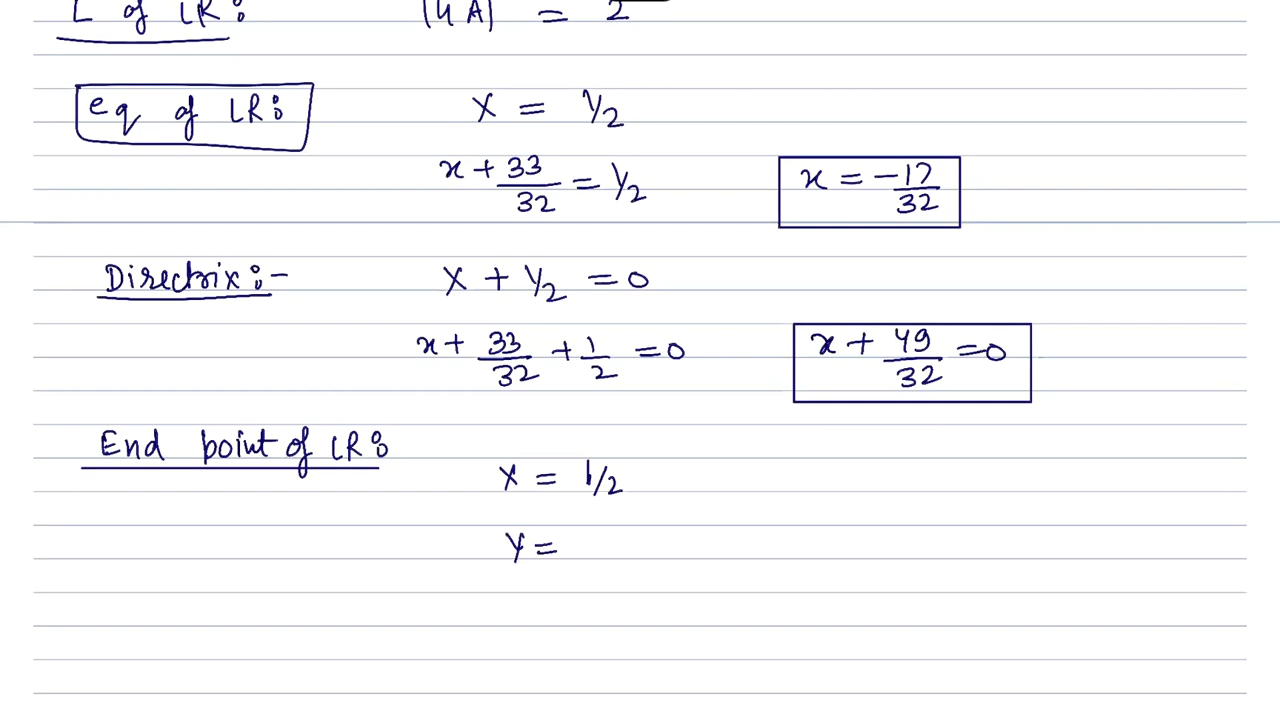 L of LR: |4A| = 2
eq of LR: X = 1/2
x + 33/32 = 1/2 x = -17/32
Directrix:- X + 1/2 = 0
x + 33/32 + 1/2 = 0 x + 49/32 = 0
End point of LR:
X = 1/2
Y =